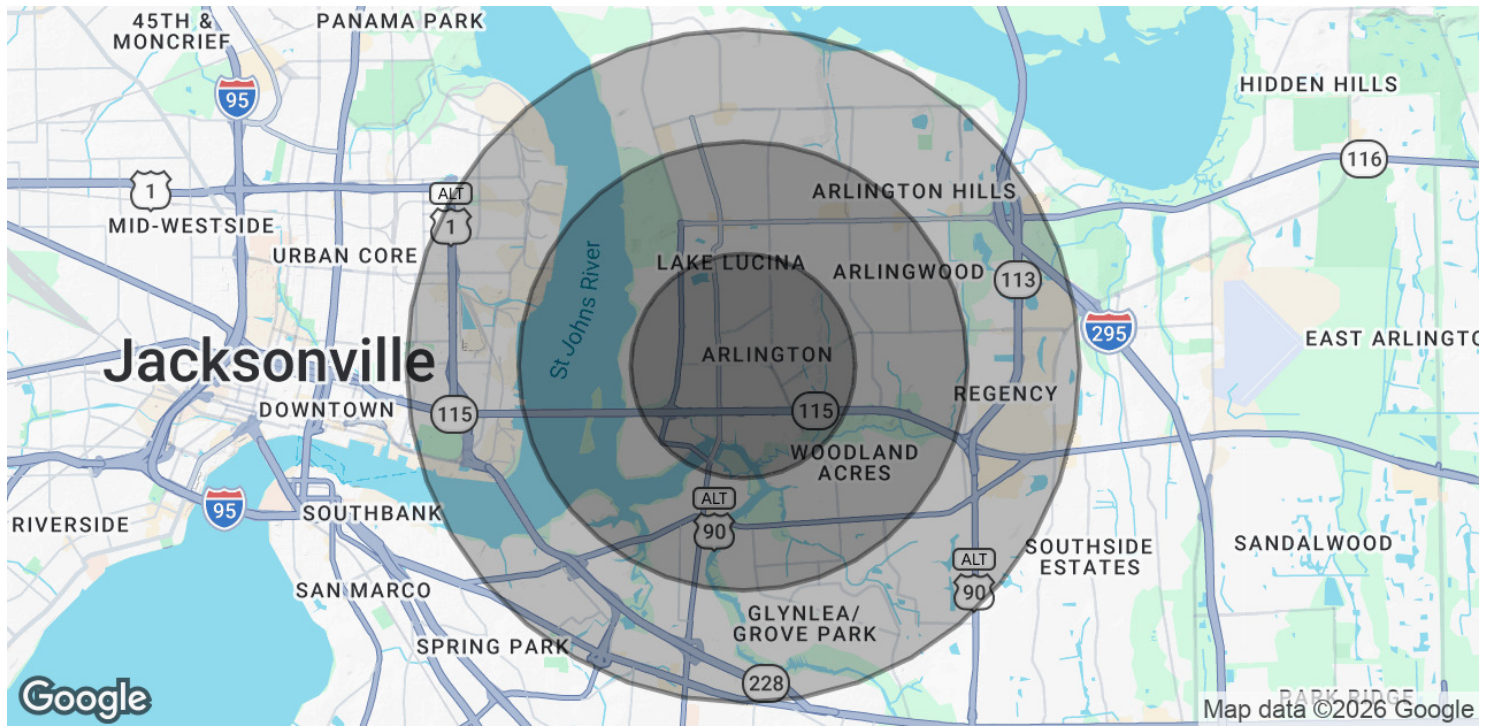 45TH &
MONCRIEF
PANAMA PARK
95
HIDDEN HILLS
116
1
ALT
1
ARLINGTON HILLS
MID-WESTSIDE
URBAN CORE
LAKE LUCINA
ARLINGWOOD
113
St Johns River
295
EAST ARLINGTO
Jacksonville
ARLINGTON
REGENCY
DOWNTOWN
115
115
WOODLAND
ACRES
95
SOUTHBANK
ALT
90
RIVERSIDE
SOUTHSIDE
ESTATES
SANDALWOOD
ALT
90
SAN MARCO
GLYNLEA/
GROVE PARK
SPRING PARK
228
PARK RIDGE
Google
Map data ©2026 Google